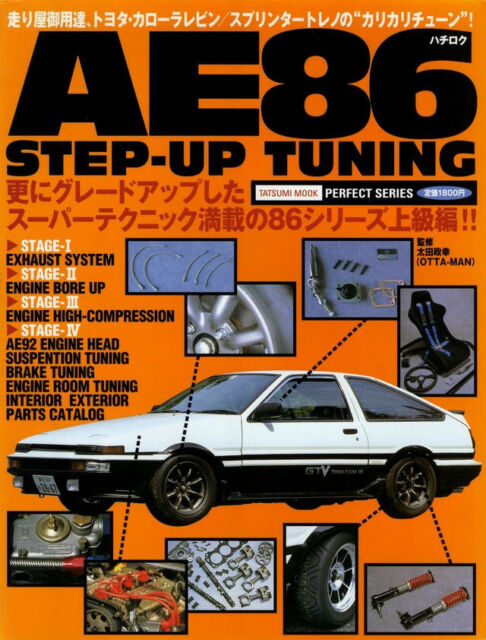 走り屋御用達、トヨタ・カローラレビン/スプリンタートレノの“カリカリチューン”!
ハチロク
AE86
STEP-UP TUNING
更にグレードアップした
TATSUMI MOOK PERFECT SERIES 定価1800円
スーパーテクニック満載の86シリーズ上級編!!
監修
太田政幸
(OTTA-MAN)
▶STAGE-I
EXHAUST SYSTEM
▶STAGE-II
ENGINE BORE UP
▶STAGE-III
ENGINE HIGH-COMPRESSION
▶STAGE-IV
AE92 ENGINE HEAD
SUSPENTION TUNING
BRAKE TUNING
ENGINE ROOM TUNING
INTERIOR EXTERIOR
PARTS CATALOG
GTV TWIN CAM 16